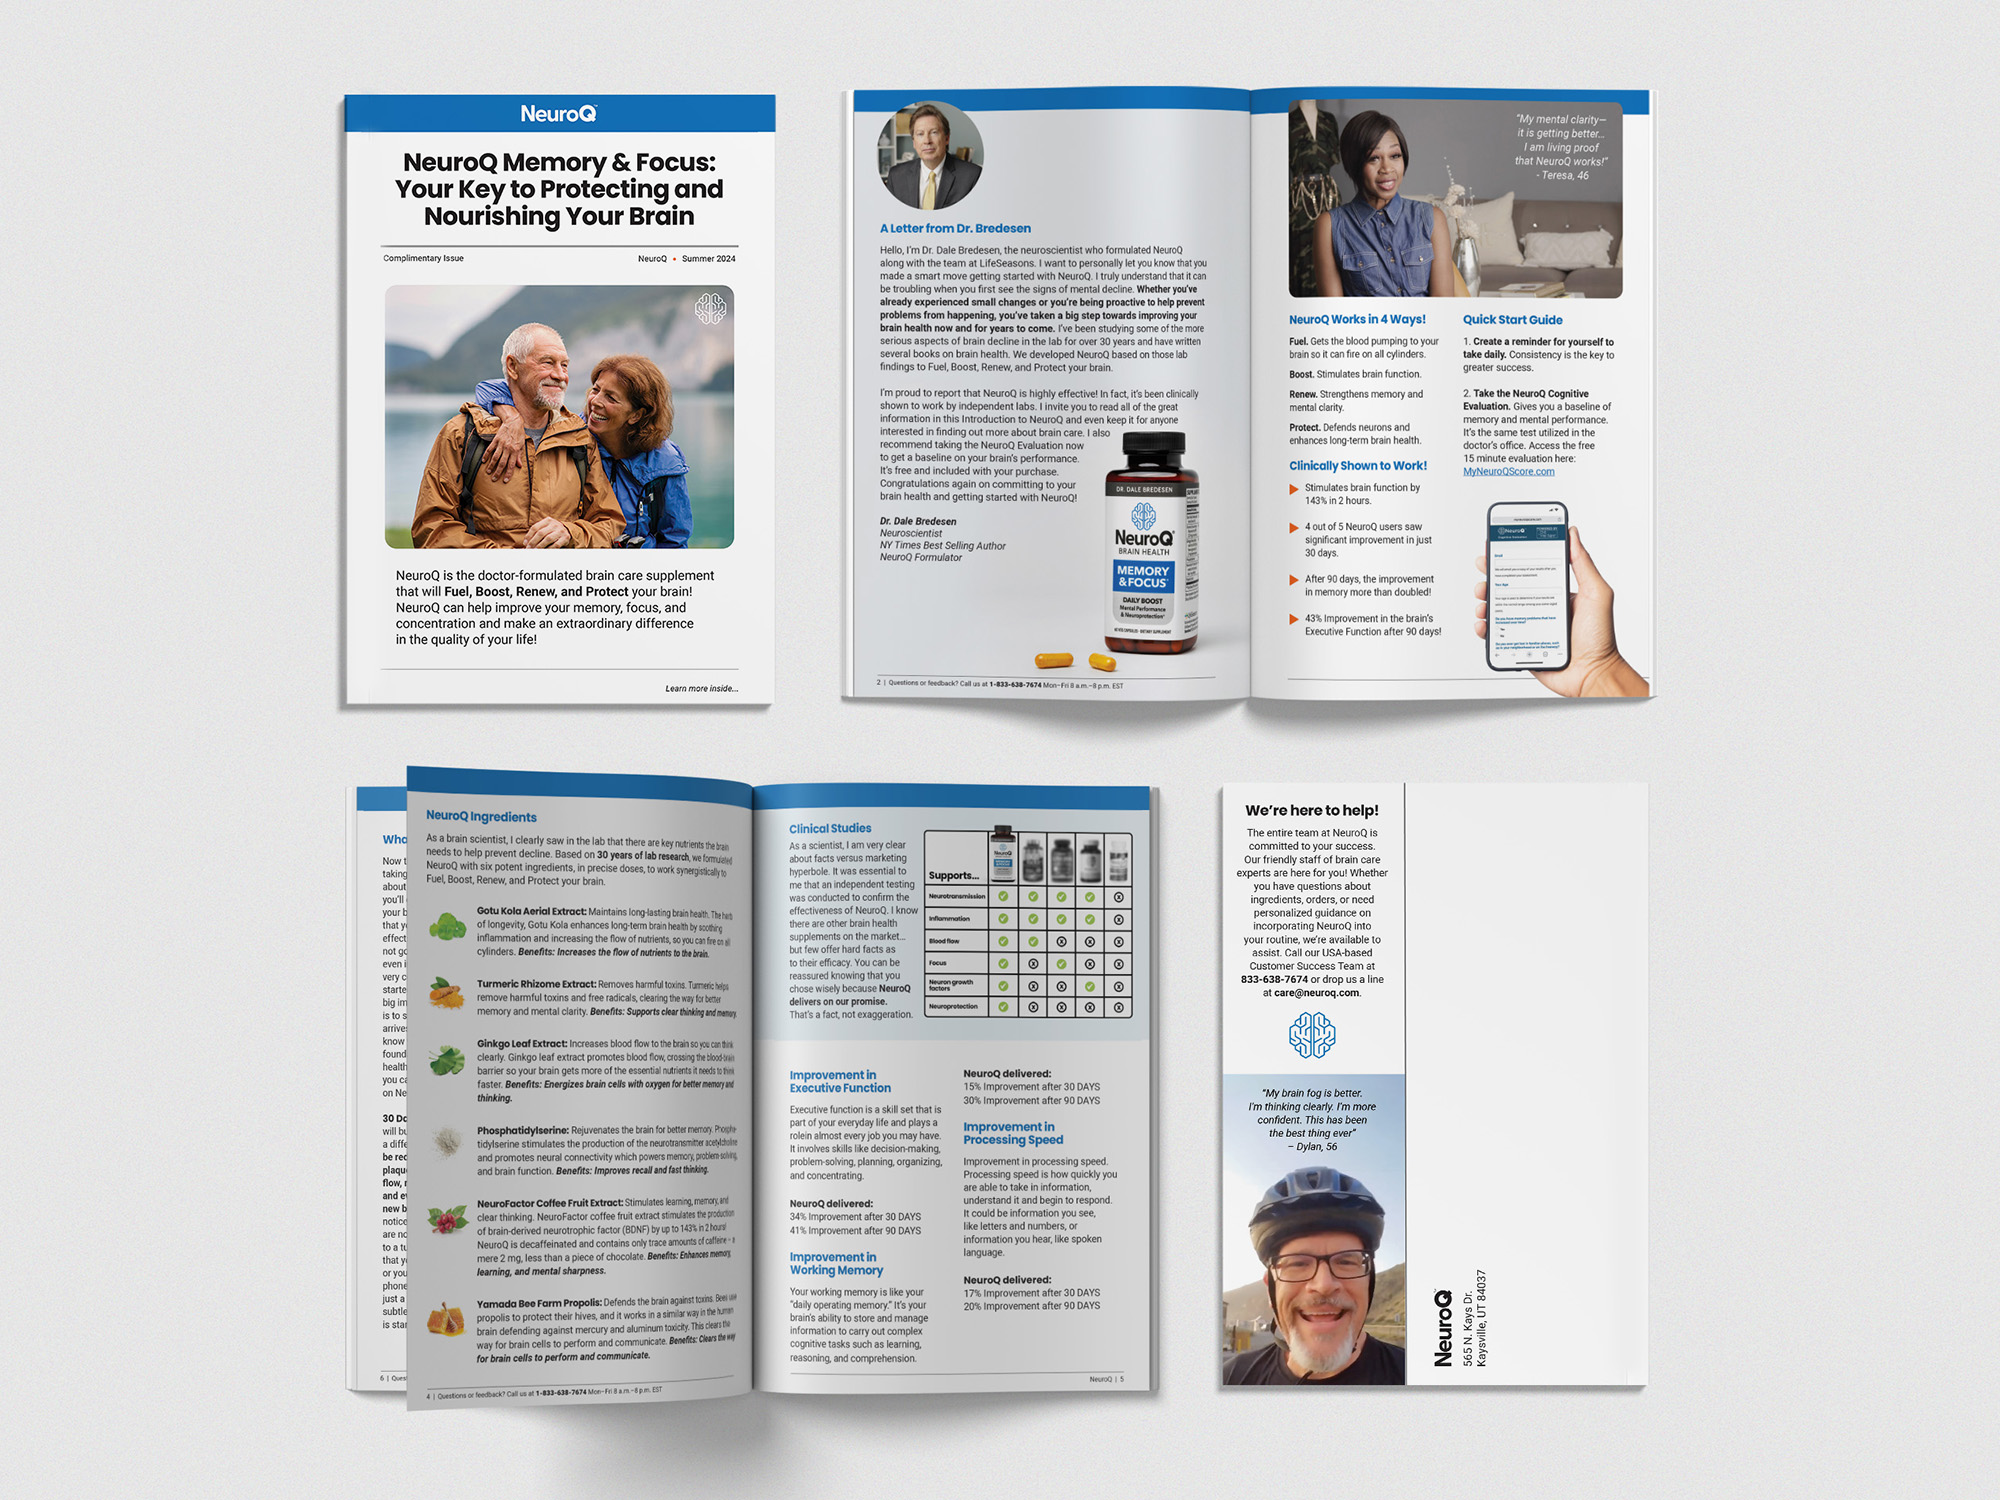 NeuroQ
NeuroQ Memory & Focus:
Your Key to Protecting and
Nourishing Your Brain
Complimentary Issue
NeuroQ • Summer 2024
NeuroQ is the doctor-formulated brain care supplement
that will Fuel, Boost, Renew, and Protect your brain!
NeuroQ can help improve your memory, focus, and
concentration and make an extraordinary difference
in the quality of your life!
Learn more inside...
A Letter from Dr. Bredesen
Hello, I'm Dr. Dale Bredesen, the neuroscientist who formulated NeuroQ
along with the team at LifeSeasons. I want to personally let you know that you
made a smart move getting started with NeuroQ. I truly understand that it can
be troubling when you first see the signs of mental decline. Whether you've
already experienced small changes or you're being proactive to help prevent
problems from happening, you've taken a big step towards improving your
brain health now and for years to come. I've been studying some of the more
serious aspects of brain decline in the lab for over 30 years and have written
several books on brain health. We developed NeuroQ based on those lab
findings to Fuel, Boost, Renew, and Protect your brain.
I'm proud to report that NeuroQ is highly effective! In fact, it's been clinically
shown to work by independent labs. I invite you to read all of the great
information in this Introduction to NeuroQ and even keep it for anyone
interested in finding out more about brain care. I also
recommend taking the NeuroQ Evaluation now
to get a baseline on your brain's performance.
It's free and included with your purchase.
Congratulations again on committing to your
brain health and getting started with NeuroQ!
Dr. Dale Bredesen
Neuroscientist
NY Times Best Selling Author
NeuroQ Formulator
DR. DALE BREDESEN
NeuroQ
BRAIN HEALTH
MEMORY
& FOCUS
DAILY BOOST
Mental Performance
& Neuroprotection
2 | Questions or feedback? Call us at 1-833-638-7674 Mon–Fri 8 a.m.–8 p.m. EST
"My mental clarity—
it is getting better...
I am living proof
that NeuroQ works!"
- Teresa, 46
NeuroQ Works in 4 Ways!
Fuel. Gets the blood pumping to your
brain so it can fire on all cylinders.
Boost. Stimulates brain function.
Renew. Strengthens memory and
mental clarity.
Protect. Defends neurons and
enhances long-term brain health.
Clinically Shown to Work!
Stimulates brain function by
143% in 2 hours.
4 out of 5 NeuroQ users saw
significant improvement in just
30 days.
After 90 days, the improvement
in memory more than doubled!
43% Improvement in the brain's
Executive Function after 90 days!
Quick Start Guide
1. Create a reminder for yourself to
take daily. Consistency is the key to
greater success.
2. Take the NeuroQ Cognitive
Evaluation. Gives you a baseline of
memory and mental performance.
It's the same test utilized in the
doctor's office. Access the free
15 minute evaluation here:
MyNeuroQScore.com
NeuroQ
Wha
Now t
taking
about
you'll
your b
that y
effect
not go
even i
very c
starte
big im
is to s
arrive
know
found
health
you ca
on Ne
30 Da
will bu
a diffe
be rec
plaqu
flow, r
and ev
new b
notice
are no
to a tu
that y
or you
phone
just a
subtle
is star
6 | Ques
NeuroQ Ingredients
As a brain scientist, I clearly saw in the lab that there are key nutrients the brain
needs to help prevent decline. Based on 30 years of lab research, we formulated
NeuroQ with six potent ingredients, in precise doses, to work synergistically to
Fuel, Boost, Renew, and Protect your brain.
Gotu Kola Aerial Extract: Maintains long-lasting brain health. The herb
of longevity, Gotu Kola enhances long-term brain health by soothing
inflammation and increasing the flow of nutrients, so you can fire on all
cylinders. Benefits: Increases the flow of nutrients to the brain.
Turmeric Rhizome Extract: Removes harmful toxins. Turmeric helps
remove harmful toxins and free radicals, clearing the way for better
memory and mental clarity. Benefits: Supports clear thinking and memory.
Ginkgo Leaf Extract: Increases blood flow to the brain so you can think
clearly. Ginkgo leaf extract promotes blood flow, crossing the blood-brain
barrier so your brain gets more of the essential nutrients it needs to think
faster. Benefits: Energizes brain cells with oxygen for better memory and
thinking.
Phosphatidylserine: Rejuvenates the brain for better memory. Phospha-
tidylserine stimulates the production of the neurotransmitter acetylcholine
and promotes neural connectivity which powers memory, problem-solving,
and brain function. Benefits: Improves recall and fast thinking.
NeuroFactor Coffee Fruit Extract: Stimulates learning, memory, and
clear thinking. NeuroFactor coffee fruit extract stimulates the production
of brain-derived neurotrophic factor (BDNF) by up to 143% in 2 hours!
NeuroQ is decaffeinated and contains only trace amounts of caffeine - a
mere 2 mg, less than a piece of chocolate. Benefits: Enhances memory,
learning, and mental sharpness.
Yamada Bee Farm Propolis: Defends the brain against toxins. Bees use
propolis to protect their hives, and it works in a similar way in the human
brain defending against mercury and aluminum toxicity. This clears the
way for brain cells to perform and communicate. Benefits: Clears the way
for brain cells to perform and communicate.
4 | Questions or feedback? Call us at 1-833-638-7674 Mon–Fri 8 a.m.–8 p.m. EST
Clinical Studies
As a scientist, I am very clear
about facts versus marketing
hyperbole. It was essential to
me that an independent testing
was conducted to confirm the
effectiveness of NeuroQ. I know
there are other brain health
supplements on the market...
but few offer hard facts as
to their efficacy. You can be
reassured knowing that you
chose wisely because NeuroQ
delivers on our promise.
That's a fact, not exaggeration.
Supports...
NeuroQ
Neurotransmission
Inflammation
Blood flow
Focus
Neuron growth
factors
Neuroprotection
Improvement in
Executive Function
Executive function is a skill set that is
part of your everyday life and plays a
rolein almost every job you may have.
It involves skills like decision-making,
problem-solving, planning, organizing,
and concentrating.
NeuroQ delivered:
34% Improvement after 30 DAYS
41% Improvement after 90 DAYS
Improvement in
Working Memory
Your working memory is like your
"daily operating memory." It's your
brain's ability to store and manage
information to carry out complex
cognitive tasks such as learning,
reasoning, and comprehension.
NeuroQ delivered:
15% Improvement after 30 DAYS
30% Improvement after 90 DAYS
Improvement in
Processing Speed
Improvement in processing speed.
Processing speed is how quickly you
are able to take in information,
understand it and begin to respond.
It could be information you see,
like letters and numbers, or
information you hear, like spoken
language.
NeuroQ delivered:
17% Improvement after 30 DAYS
20% Improvement after 90 DAYS
NeuroQ | 5
We're here to help!
The entire team at NeuroQ is
committed to your success.
Our friendly staff of brain care
experts are here for you! Whether
you have questions about
ingredients, orders, or need
personalized guidance on
incorporating NeuroQ into
your routine, we're available to
assist. Call our USA-based
Customer Success Team at
833-638-7674 or drop us a line
at care@neuroq.com.
"My brain fog is better.
I'm thinking clearly. I'm more
confident. This has been
the best thing ever"
– Dylan, 56
NeuroQ
565 N. Kays Dr.
Kaysville, UT 84037